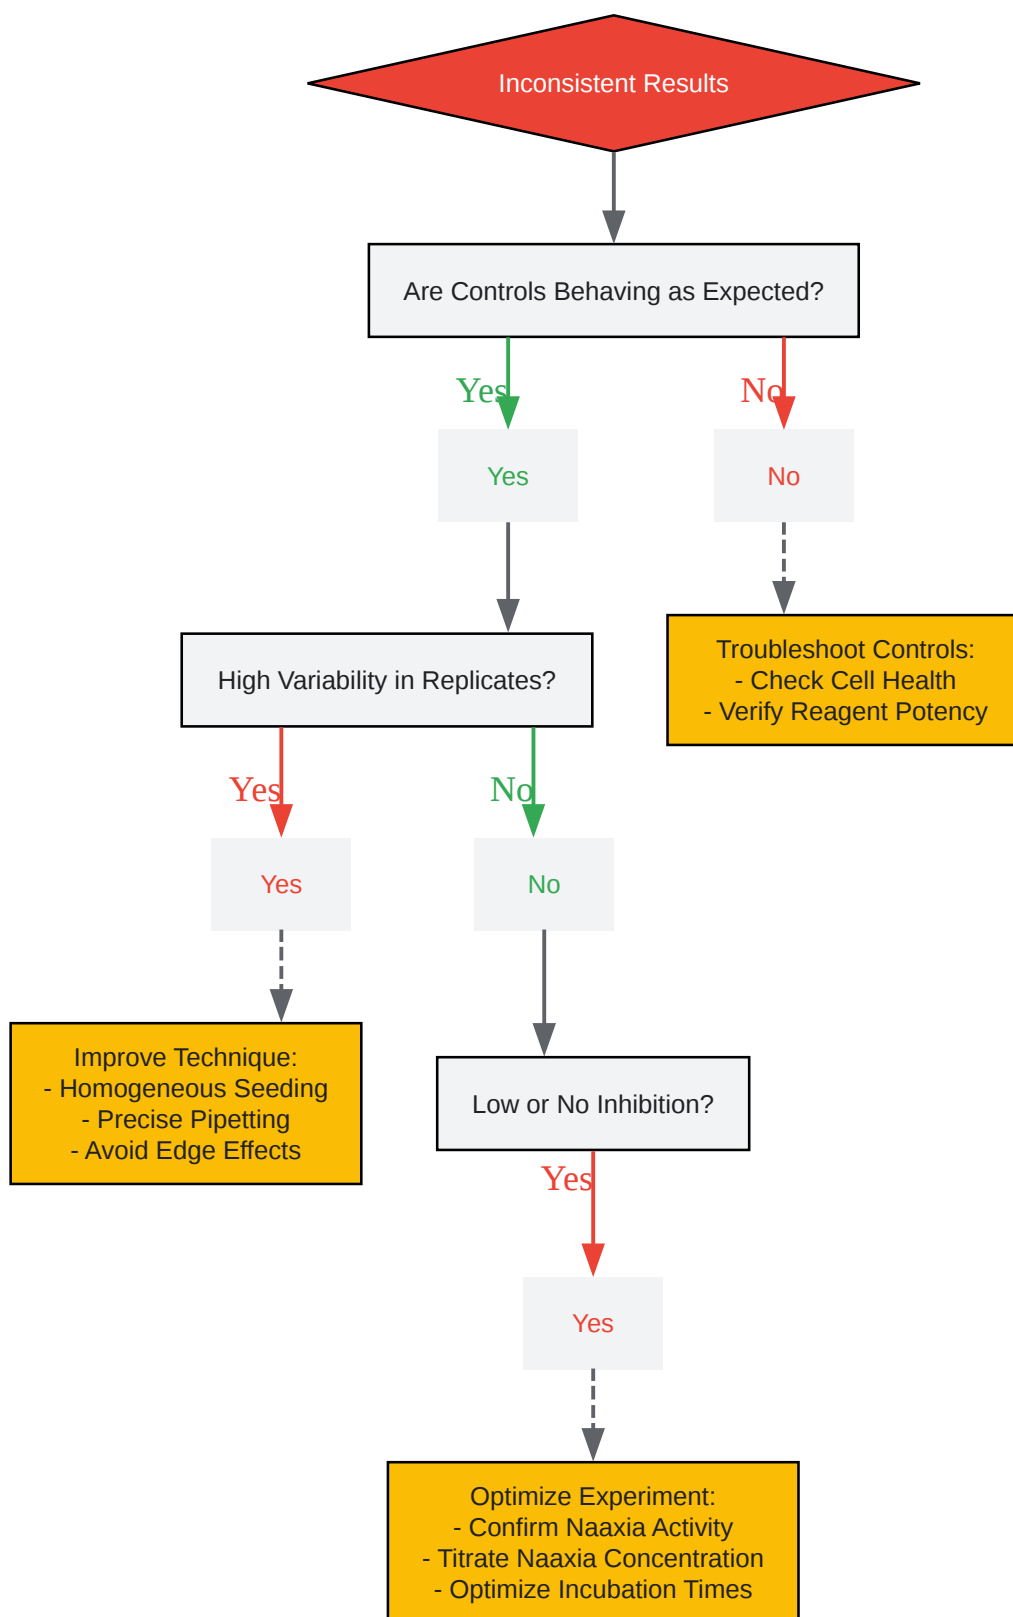 Inconsistent Results
Are Controls Behaving as Expected?
Yes
No
Yes
No
High Variability in Replicates?
Troubleshoot Controls:
- Check Cell Health
- Verify Reagent Potency
Yes
No
Yes
No
Improve Technique:
- Homogeneous Seeding
- Precise Pipetting
- Avoid Edge Effects
Low or No Inhibition?
Yes
Yes
Optimize Experiment:
- Confirm Naaxia Activity
- Titrate Naaxia Concentration
- Optimize Incubation Times